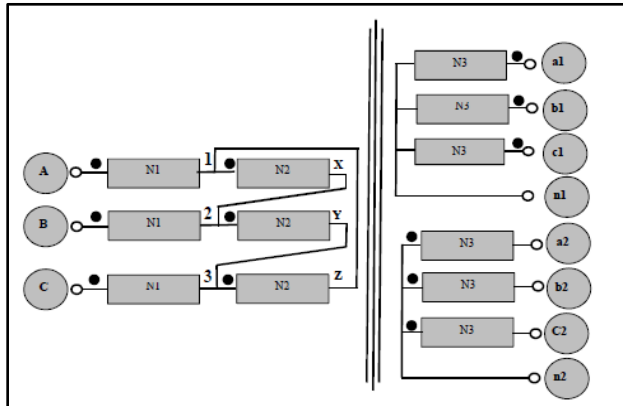 N3 a1
N3 b1
N3 c1
n1
A N1 1 N2 X
B N1 2 N2 Y
C N1 3 N2 Z
N3 a2
N3 b2
N3 C2
n2